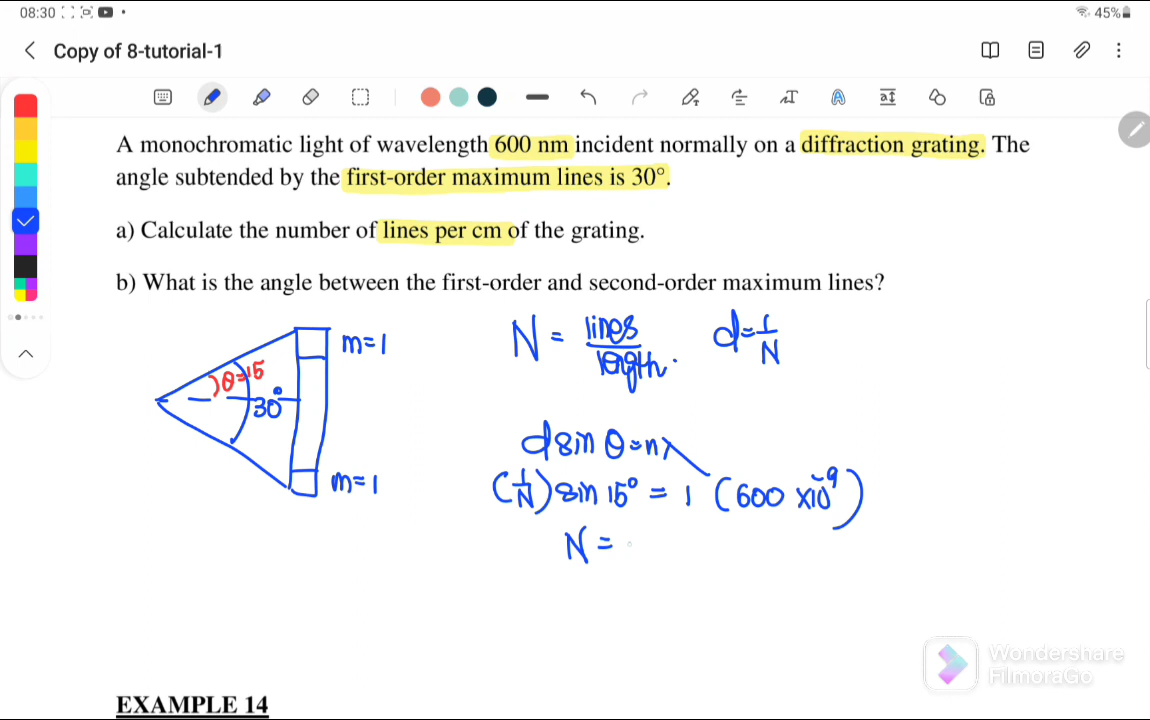 08:30
45%
Copy of 8-tutorial-1
A monochromatic light of wavelength 600 nm incident normally on a diffraction grating. The
angle subtended by the first-order maximum lines is 30°.
a) Calculate the number of lines per cm of the grating.
b) What is the angle between the first-order and second-order maximum lines?
N = lines/length. d=1/N
m=1
θ=15
30°
m=1
d sin θ = nλ
(1/N) sin 15° = 1 (600 x10⁻⁹)
N =
Wondershare
FilmoraGo
EXAMPLE 14